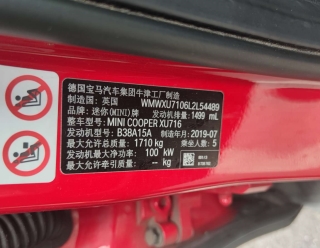 德国宝马汽车集团牛津工厂制造
制造国：英国 WMWXU7106L2L54489
品牌：迷你(MINI)牌 发动机排量：1499 mL
整车型号：MINI COOPER XU716
发动机型号：B38A15A 制造年月：2019-07
最大允许总质量：1710 kg 乘坐人数：5
发动机最大净功率：100 kW
最大允许牵引质量：-- kg